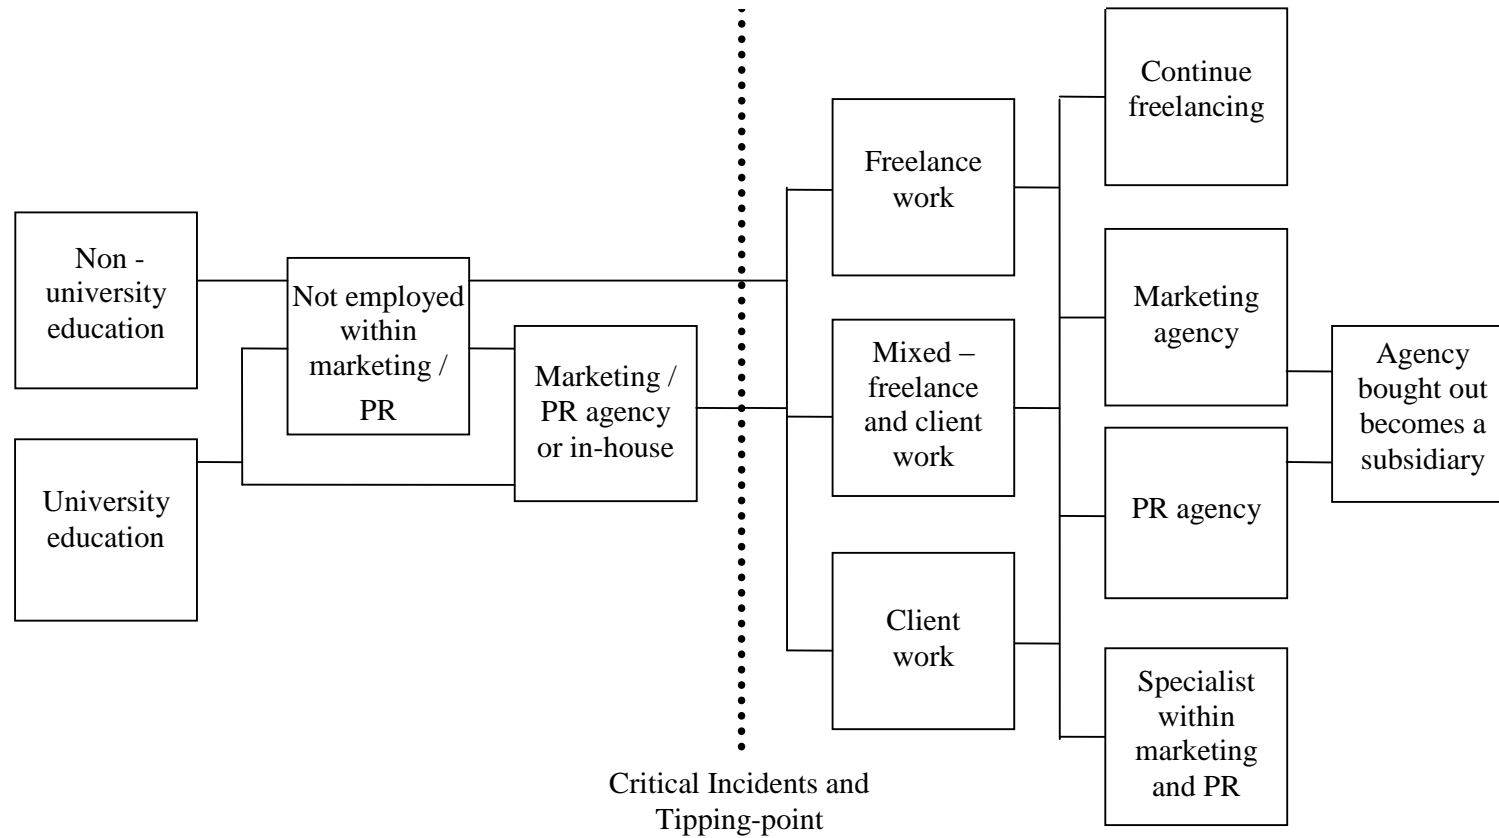 Non -
university
education
University
education
Not employed
within
marketing /
PR
Marketing /
PR agency
or in-house
Critical Incidents and
Tipping-point
Freelance
work
Mixed –
freelance
and client
work
Client
work
Continue
freelancing
Marketing
agency
PR agency
Specialist
within
marketing
and PR
Agency
bought out
becomes a
subsidiary